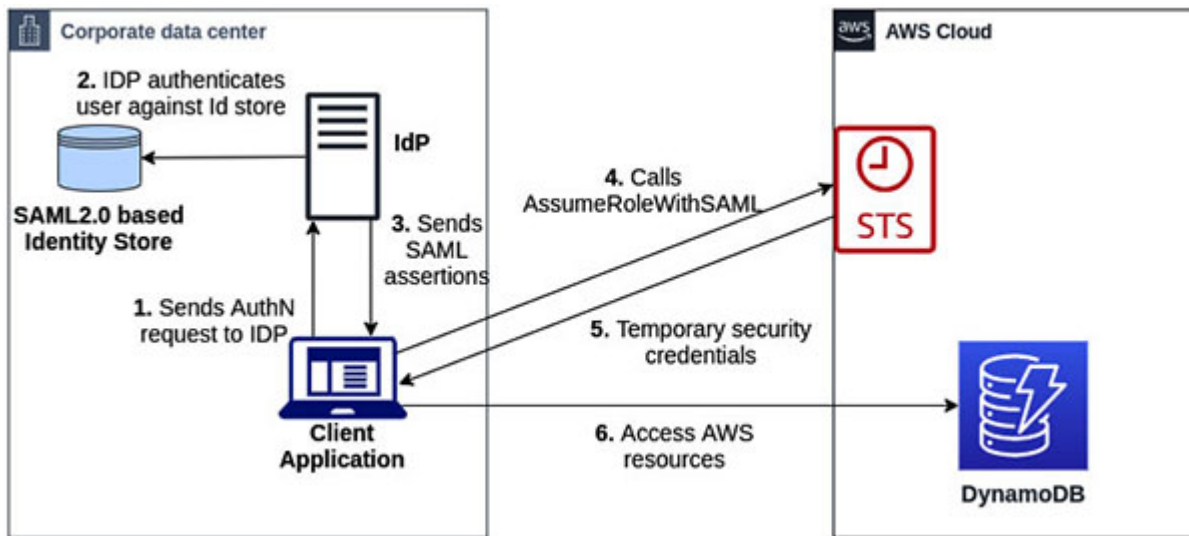 Corporate data center
aws
AWS Cloud
2. IDP authenticates
user against Id store
IdP
SAML2.0 based
Identity Store
3. Sends
SAML
assertions
1. Sends AuthN
request to IDP
4. Calls
AssumeRoleWithSAML
STS
5. Temporary security
credentials
Client
Application
6. Access AWS
resources
DynamoDB